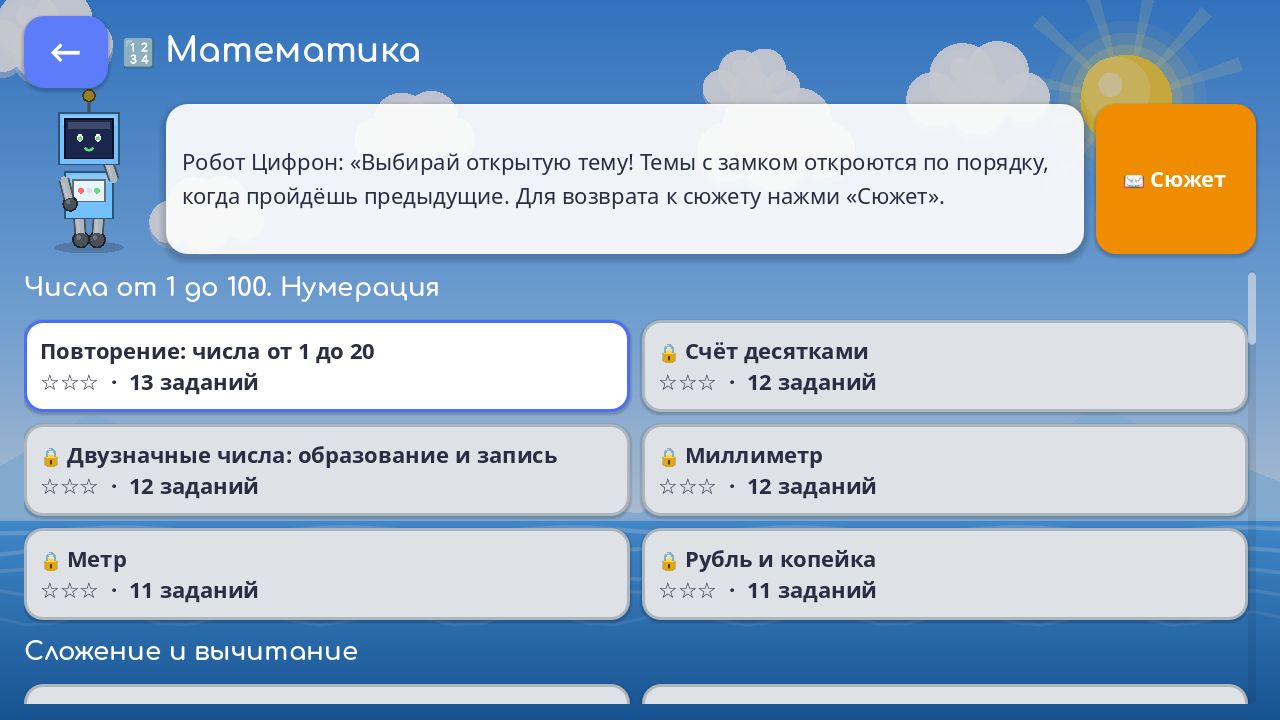 ← 🔢 Математика
Робот Цифрон: «Выбирай открытую тему! Темы с замком откроются по порядку,
когда пройдёшь предыдущие. Для возврата к сюжету нажми «Сюжет».
📨 Сюжет
Числа от 1 до 100. Нумерация
Повторение: числа от 1 до 20
☆☆☆ · 13 заданий
🔒 Счёт десятками
☆☆☆ · 12 заданий
🔒 Двузначные числа: образование и запись
☆☆☆ · 12 заданий
🔒 Миллиметр
☆☆☆ · 12 заданий
🔒 Метр
☆☆☆ · 11 заданий
🔒 Рубль и копейка
☆☆☆ · 11 заданий
Сложение и вычитание